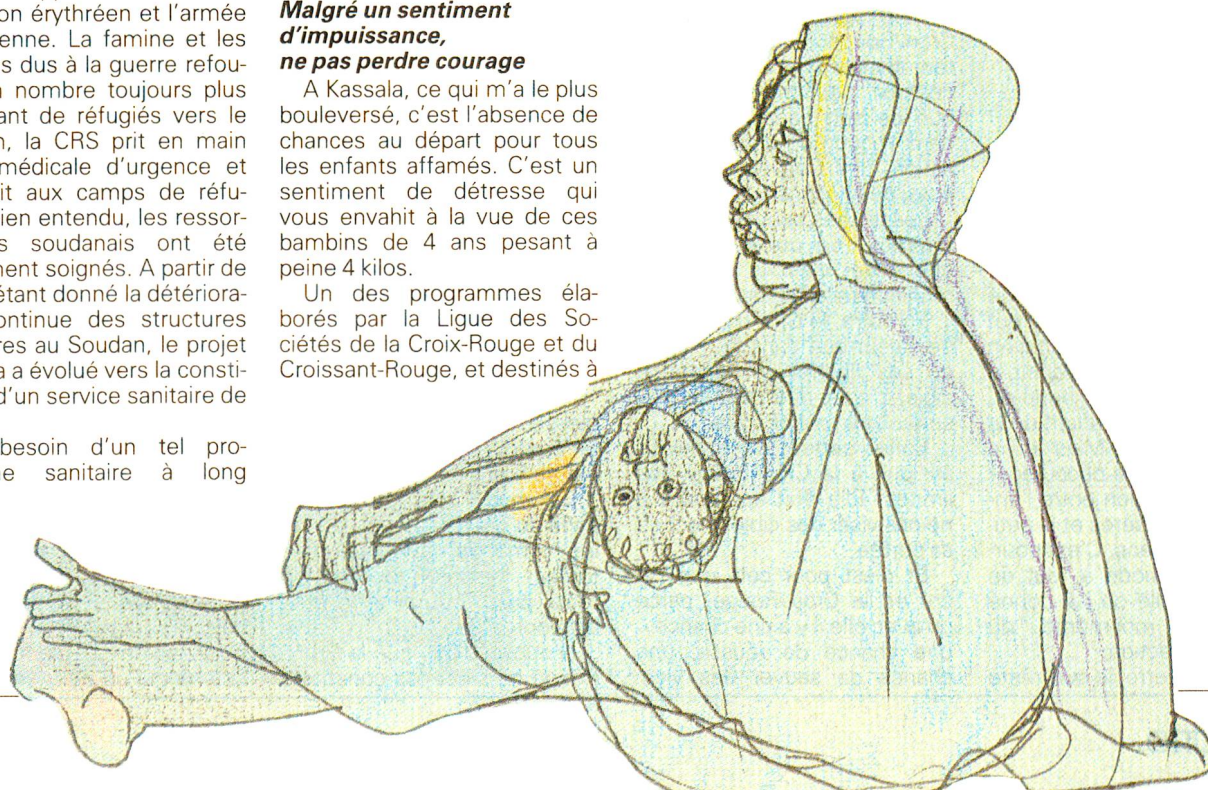 on érythréen et l'armée
enne. La famine et les
s dus à la guerre refou-
n nombre toujours plus
ant de réfugiés vers le
n, la CRS prit en main
médicale d'urgence et
it aux camps de réfu-
ien entendu, les ressor-
s soudanais ont été
ment soignés. A partir de
étant donné la détériora-
ontinue des structures
res au Soudan, le projet
a a évolué vers la consti-
d'un service sanitaire de
besoin d'un tel pro-
e sanitaire à long
Malgré un sentiment
d'impuissance,
ne pas perdre courage
A Kassala, ce qui m'a le plus
bouleversé, c'est l'absence de
chances au départ pour tous
les enfants affamés. C'est un
sentiment de détresse qui
vous envahit à la vue de ces
bambins de 4 ans pesant à
peine 4 kilos.
Un des programmes éla-
borés par la Ligue des So-
ciétés de la Croix-Rouge et du
Croissant-Rouge, et destinés à